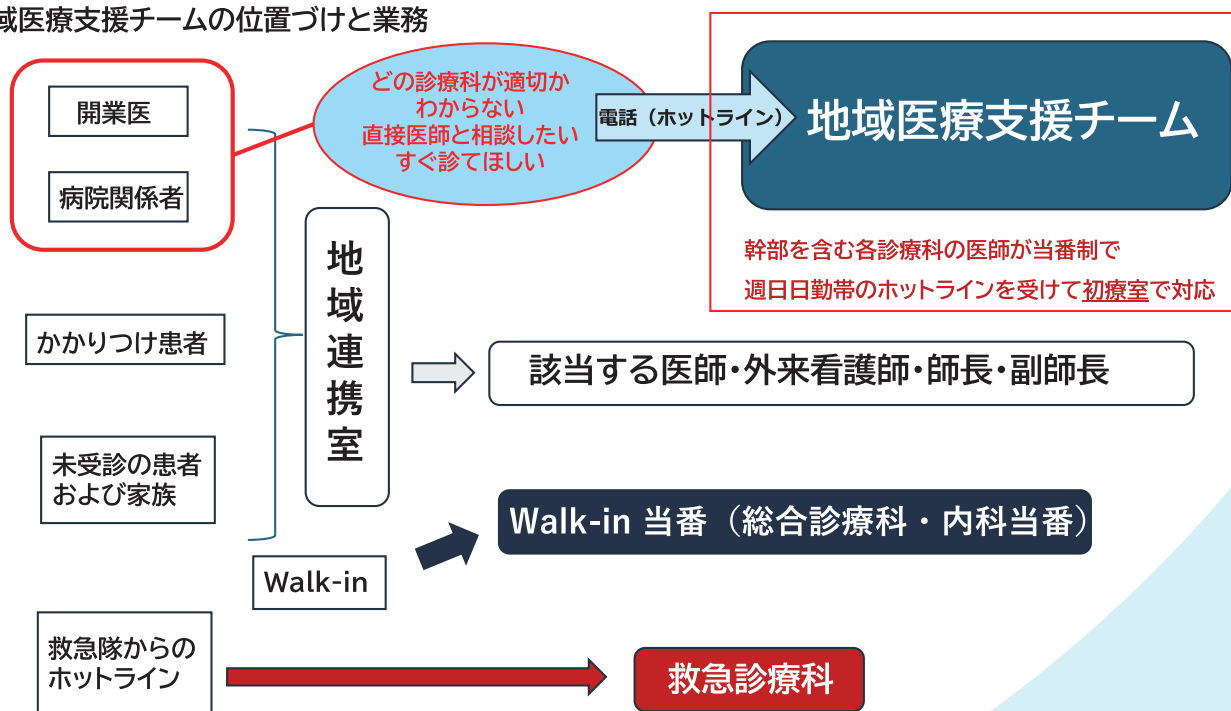 域医療支援チームの位置づけと業務
開業医
病院関係者
どの診療科が適切か
わからない
直接医師と相談したい
すぐ診てほしい
電話（ホットライン）
地域医療支援チーム
幹部を含む各診療科の医師が当番制で
週日日勤帯のホットラインを受けて初療室で対応
かかりつけ患者
地域連携室
該当する医師・外来看護師・師長・副師長
未受診の患者
および家族
Walk-in 当番（総合診療科・内科当番）
Walk-in
救急隊からの
ホットライン
救急診療科